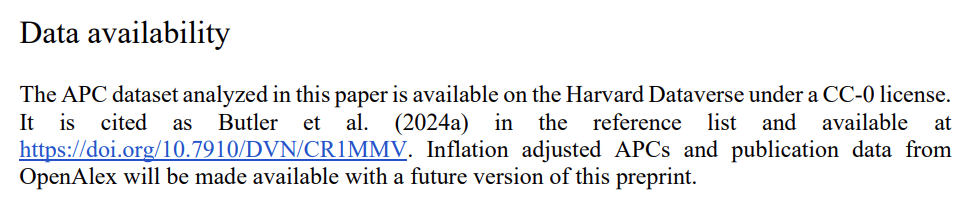 Data availability
The APC dataset analyzed in this paper is available on the Harvard Dataverse under a CC-0 license.
It is cited as Butler et al. (2024a) in the reference list and available at
https://doi.org/10.7910/DVN/CR1MMV. Inflation adjusted APCs and publication data from
OpenAlex will be made available with a future version of this preprint.